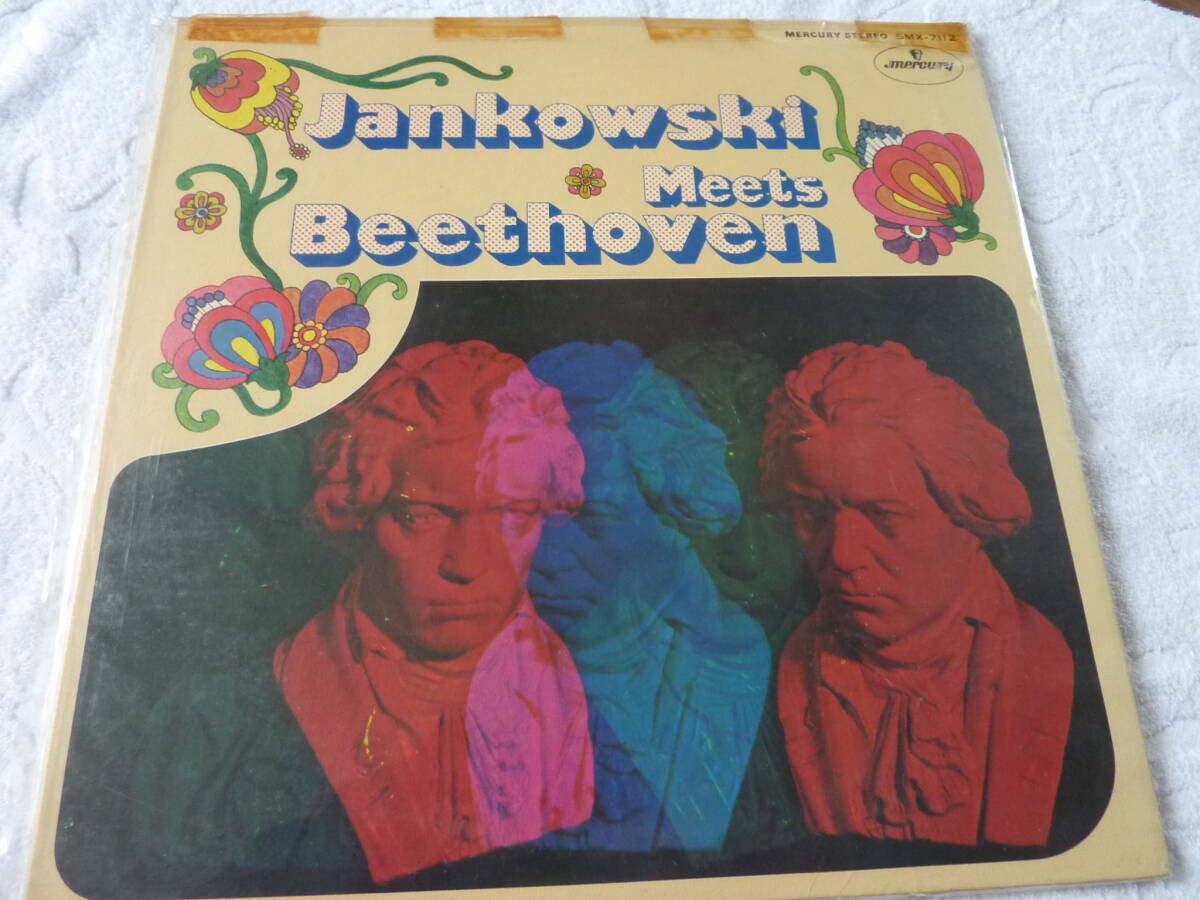 MERCURY STEREO SMX-7112
mercury
Jankowski
Meets
Beethoven